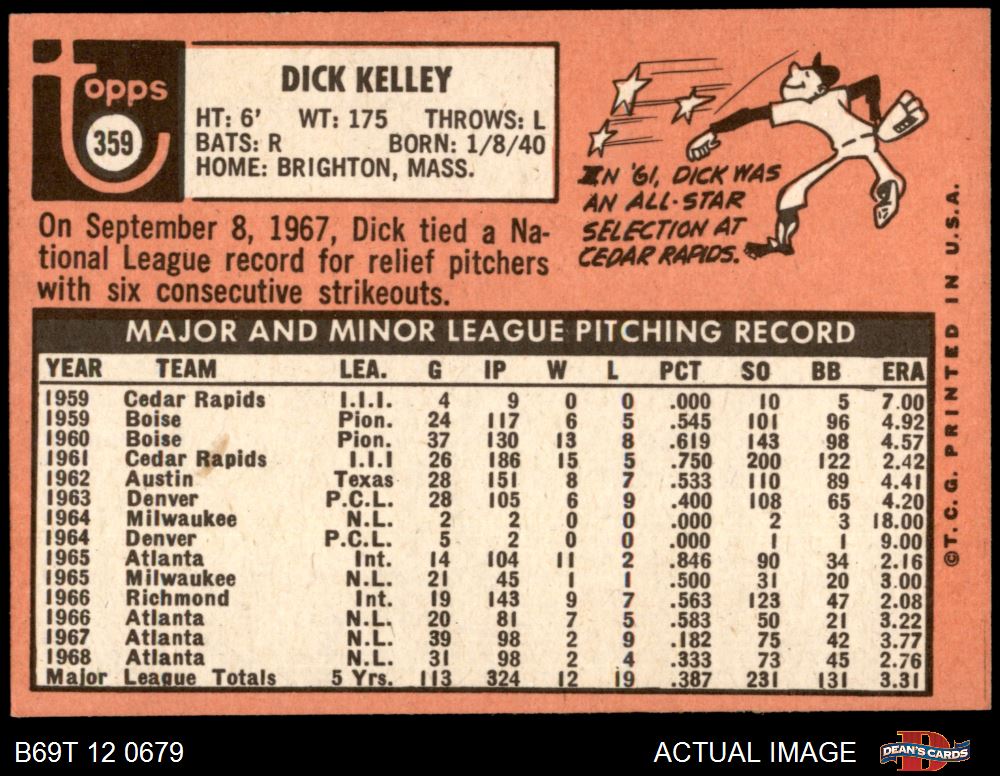 Topps
359
DICK KELLEY
HT: 6' WT: 175 THROWS: L
BATS: R BORN: 1/8/40
HOME: BRIGHTON, MASS.
IN '61, DICK WAS
AN ALL-STAR
SELECTION AT
CEDAR RAPIDS.
On September 8, 1967, Dick tied a Na-
tional League record for relief pitchers
with six consecutive strikeouts.
MAJOR AND MINOR LEAGUE PITCHING RECORD
YEAR TEAM LEA. G IP W L PCT SO BB ERA
1959 Cedar Rapids I.I.I. 4 9 0 0 .000 10 5 7.00
1959 Boise Pion. 24 117 6 5 .545 101 96 4.92
1960 Boise Pion. 37 130 13 8 .619 143 98 4.57
1961 Cedar Rapids I.I.I 26 186 15 5 .750 200 122 2.42
1962 Austin Texas 28 151 8 7 .533 110 89 4.41
1963 Denver P.C.L. 28 105 6 9 .400 108 65 4.20
1964 Milwaukee N.L. 2 2 0 0 .000 2 3 18.00
1964 Denver P.C.L. 5 2 0 0 .000 1 1 9.00
1965 Atlanta Int. 14 104 11 2 .846 90 34 2.16
1965 Milwaukee N.L. 21 45 1 1 .500 31 20 3.00
1966 Richmond Int. 19 143 9 7 .563 123 47 2.08
1966 Atlanta N.L. 20 81 7 5 .583 50 21 3.22
1967 Atlanta N.L. 39 98 2 9 .182 75 42 3.77
1968 Atlanta N.L. 31 98 2 4 .333 73 45 2.76
Major League Totals 5 Yrs. 113 324 12 19 .387 231 131 3.31
©T.C.G. PRINTED IN U.S.A.
B69T 12 0679
ACTUAL IMAGE
D
DEAN'S CARDS